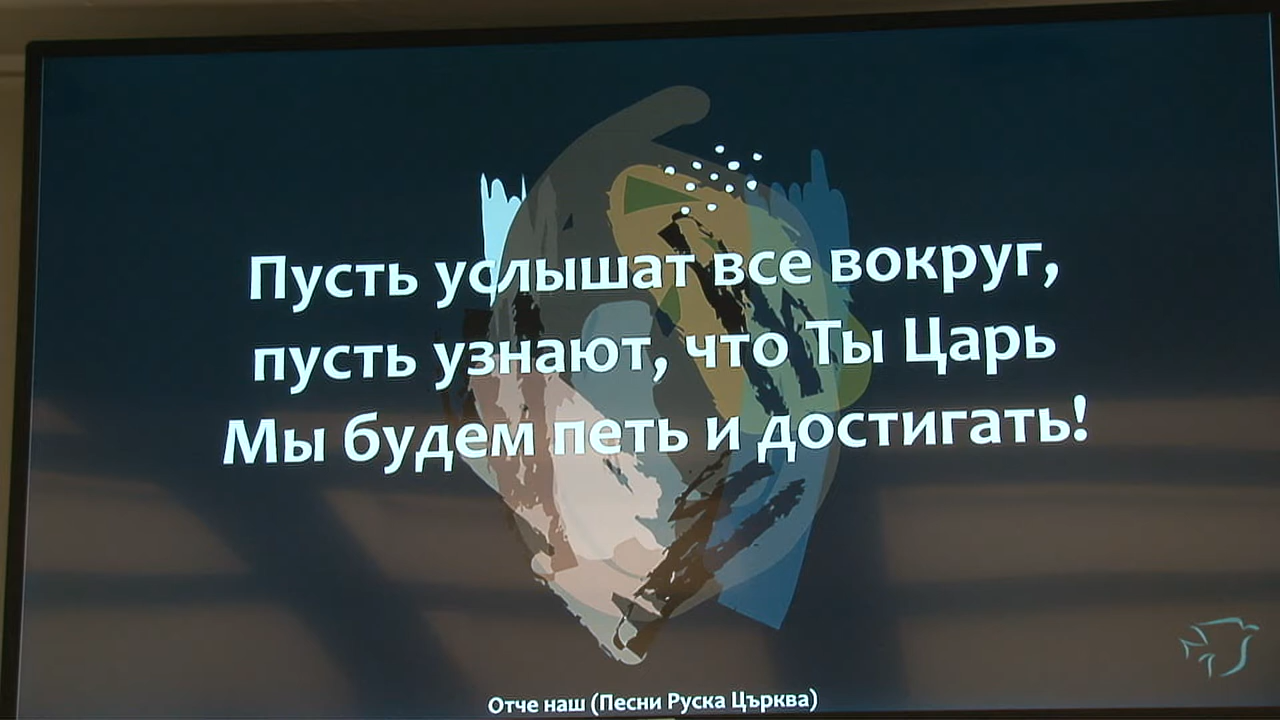 Пусть услышат все вокруг,
пусть узнают, что Ты Царь
Мы будем петь и достигать!
Отче наш (Песни Руска Църква)